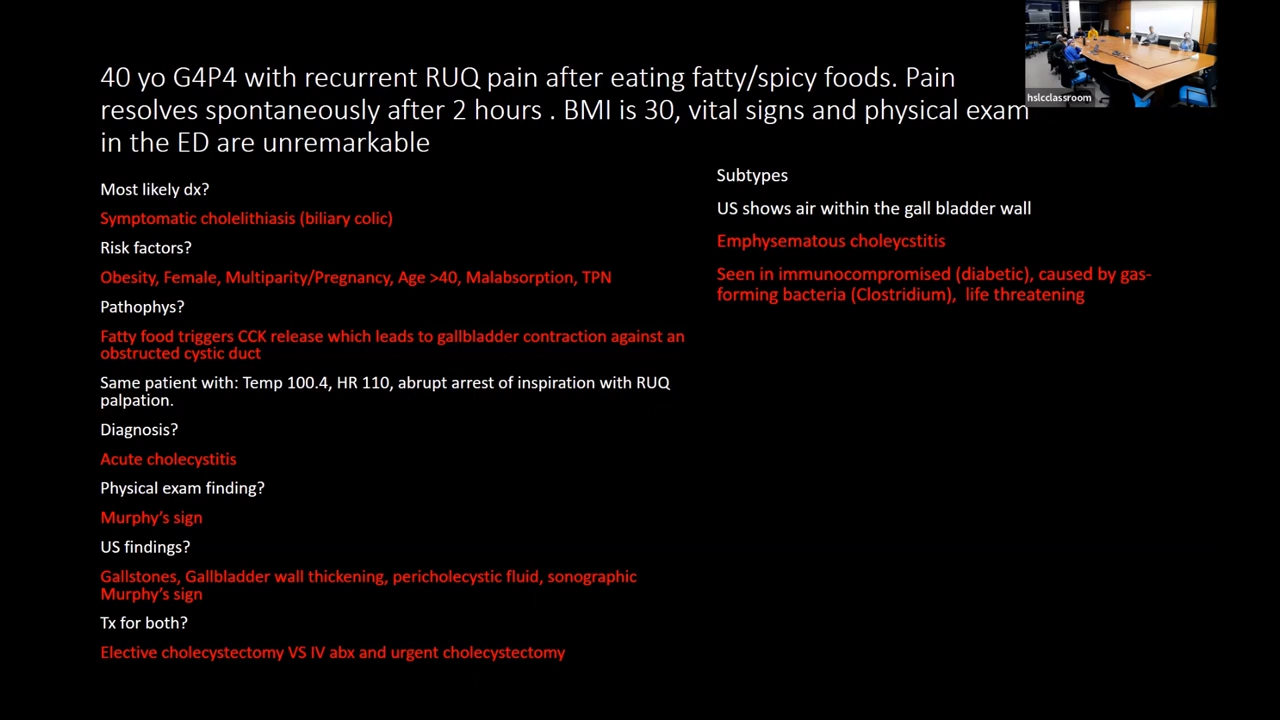 40 yo G4P4 with recurrent RUQ pain after eating fatty/spicy foods. Pain
resolves spontaneously after 2 hours . BMI is 30, vital signs and physical exam
in the ED are unremarkable
hslcclassroom
Most likely dx?
Symptomatic cholelithiasis (biliary colic)
Risk factors?
Obesity, Female, Multiparity/Pregnancy, Age >40, Malabsorption, TPN
Pathophys?
Fatty food triggers CCK release which leads to gallbladder contraction against an
obstructed cystic duct
Same patient with: Temp 100.4, HR 110, abrupt arrest of inspiration with RUQ
palpation.
Diagnosis?
Acute cholecystitis
Physical exam finding?
Murphy’s sign
US findings?
Gallstones, Gallbladder wall thickening, pericholecystic fluid, sonographic
Murphy’s sign
Tx for both?
Elective cholecystectomy VS IV abx and urgent cholecystectomy
Subtypes
US shows air within the gall bladder wall
Emphysematous choleycstitis
Seen in immunocompromised (diabetic), caused by gas-
forming bacteria (Clostridium),  life threatening